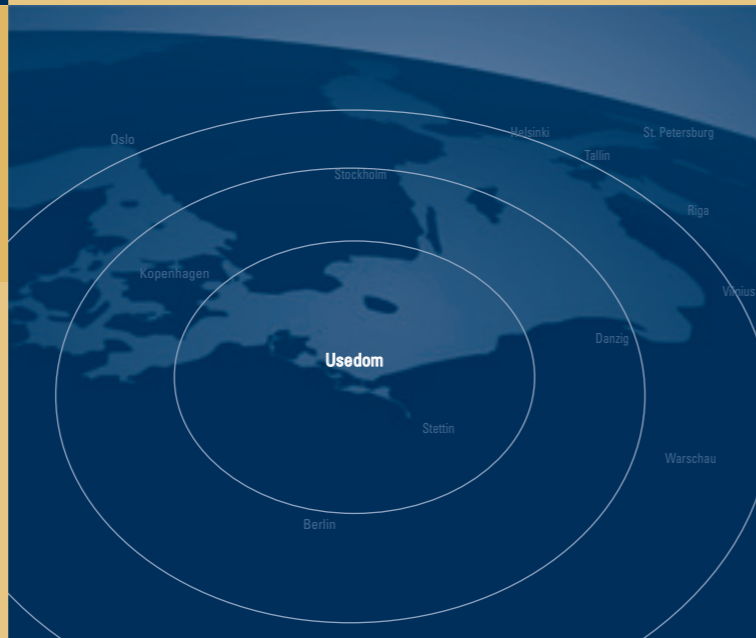 Oslo
Helsinki
St. Petersburg
Tallin
Stockholm
Riga
Kopenhagen
Vilnius
Danzig
Usedom
Stettin
Warschau
Berlin